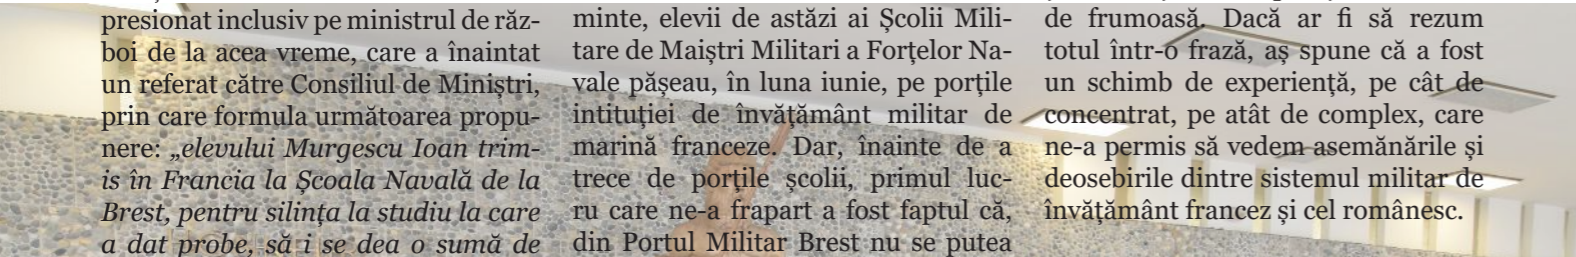 presionat inclusiv pe ministrul de răz-
boi de la acea vreme, care a înaintat
un referat către Consiliul de Miniștri,
prin care formula următoarea propu-
nere: „elevului Murgescu Ioan trim-
is în Francia la Școala Navală de la
Brest, pentru silința la studiu la care
a dat probe, să i se dea o sumă de
minte, elevii de astăzi ai Școlii Mili-
tare de Maiștri Militari a Forțelor Na-
vale pășeau, în luna iunie, pe porțile
intituției de învățământ militar de
marină franceze. Dar, înainte de a
trece de porțile școlii, primul luc-
ru care ne-a frapart a fost faptul că,
din Portul Militar Brest nu se putea
de frumoasă. Dacă ar fi să rezum
totul într-o frază, aș spune că a fost
un schimb de experiență, pe cât de
concentrat, pe atât de complex, care
ne-a permis să vedem asemănările și
deosebirile dintre sistemul militar de
învățământ francez și cel românesc.